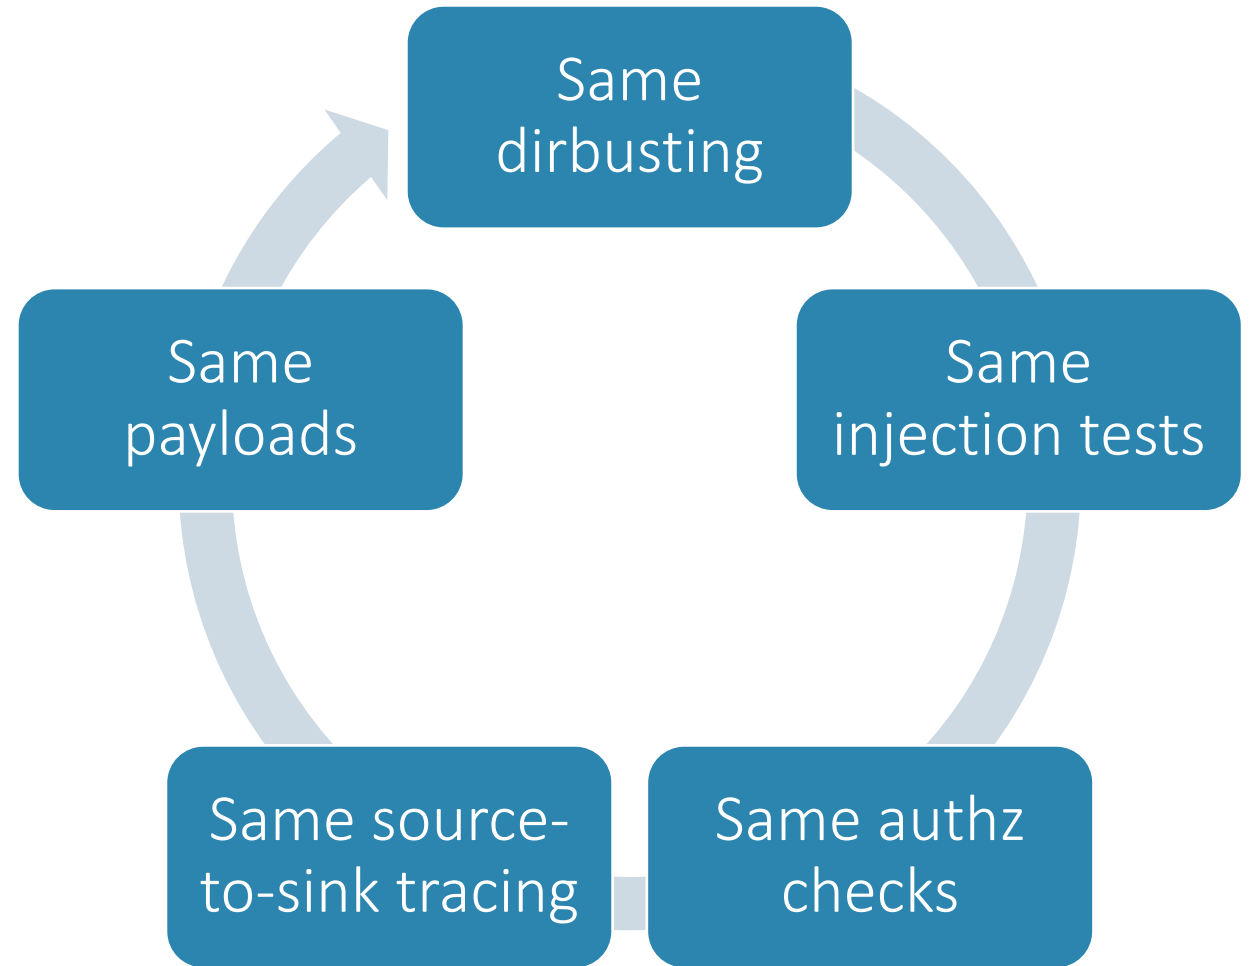 Same
dirbusting
Same
injection tests
Same authz
checks
Same source-
to-sink tracing
Same
payloads